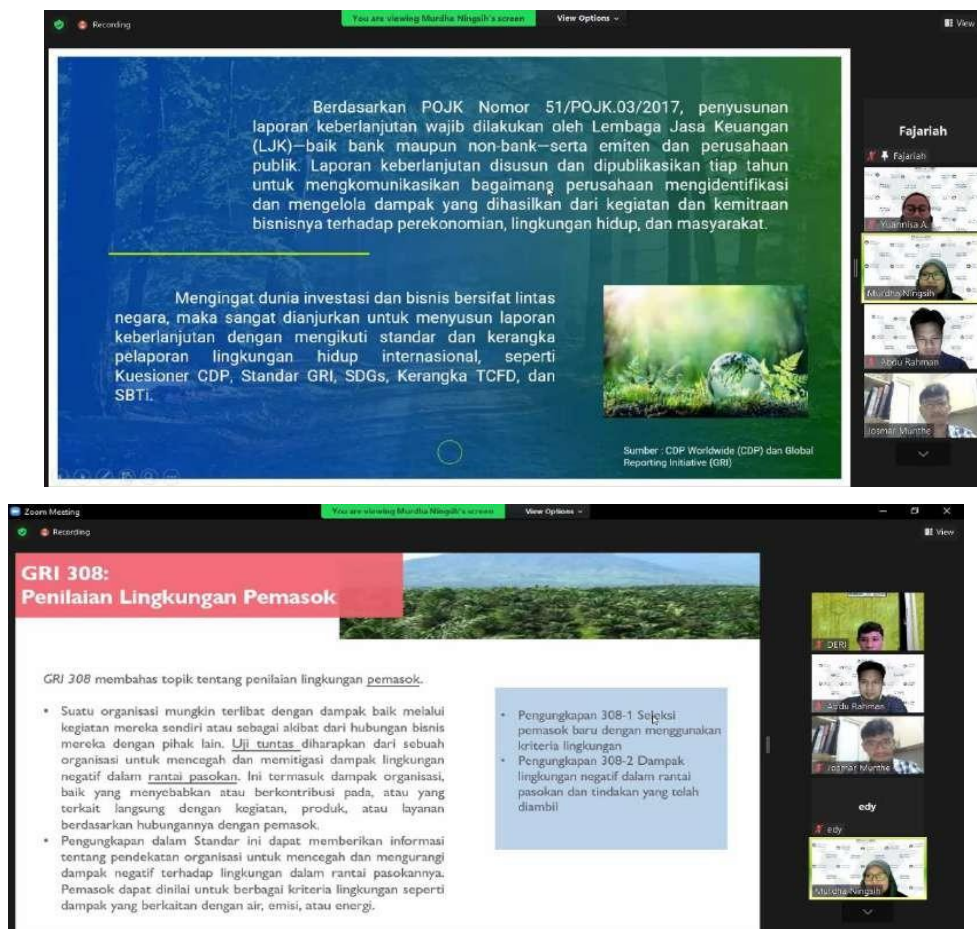 Recording
You are viewing Murdha Ningsih's screen
View Options
View
Berdasarkan POJK Nomor 51/POJK.03/2017, penyusunan
laporan keberlanjutan wajib dilakukan oleh Lembaga Jasa Keuangan
(LJK)—baik bank maupun non-bank—serta emiten dan perusahaan
publik. Laporan keberlanjutan disusun dan dipublikasikan tiap tahun
untuk mengkomunikasikan bagaimana perusahaan mengidentifikasi
dan mengelola dampak yang dihasilkan dari kegiatan dan kemitraan
bisnisnya terhadap perekonomian, lingkungan hidup, dan masyarakat.
Mengingat dunia investasi dan bisnis bersifat lintas
negara, maka sangat dianjurkan untuk menyusun laporan
keberlanjutan dengan mengikuti standar dan kerangka
pelaporan lingkungan hidup internasional, seperti
Kuesioner CDP, Standar GRI, SDGs, Kerangka TCFD, dan
SBTi.
Sumber : CDP Worldwide (CDP) dan Global
Reporting Initiative (GRI)
Fajariah
Fajariah
Yuannisa A.
Murdha Ningsih
Abdu Rahman
Josmar Munthe
Zoom Meeting
You are viewing Murdha Ningsih's screen
View Options
Recording
View
GRI 308:
Penilaian Lingkungan Pemasok
GRI 308 membahas topik tentang penilaian lingkungan pemasok.
• Suatu organisasi mungkin terlibat dengan dampak baik melalui
kegiatan mereka sendiri atau sebagai akibat dari hubungan bisnis
mereka dengan pihak lain. Uji tuntas diharapkan dari sebuah
organisasi untuk mencegah dan memitigasi dampak lingkungan
negatif dalam rantai pasokan. Ini termasuk dampak organisasi,
baik yang menyebabkan atau berkontribusi pada, atau yang
terkait langsung dengan kegiatan, produk, atau layanan
berdasarkan hubungannya dengan pemasok.
• Pengungkapan dalam Standar ini dapat memberikan informasi
tentang pendekatan organisasi untuk mencegah dan mengurangi
dampak negatif terhadap lingkungan dalam rantai pasokannya.
Pemasok dapat dinilai untuk berbagai kriteria lingkungan seperti
dampak yang berkaitan dengan air, emisi, atau energi.
• Pengungkapan 308-1 Seleksi
pemasok baru dengan menggunakan
kriteria lingkungan
• Pengungkapan 308-2 Dampak
lingkungan negatif dalam rantai
pasokan dan tindakan yang telah
diambil
DERI
Abdu Rahman
Josmar Munthe
edy
edy
Murdha Ningsih